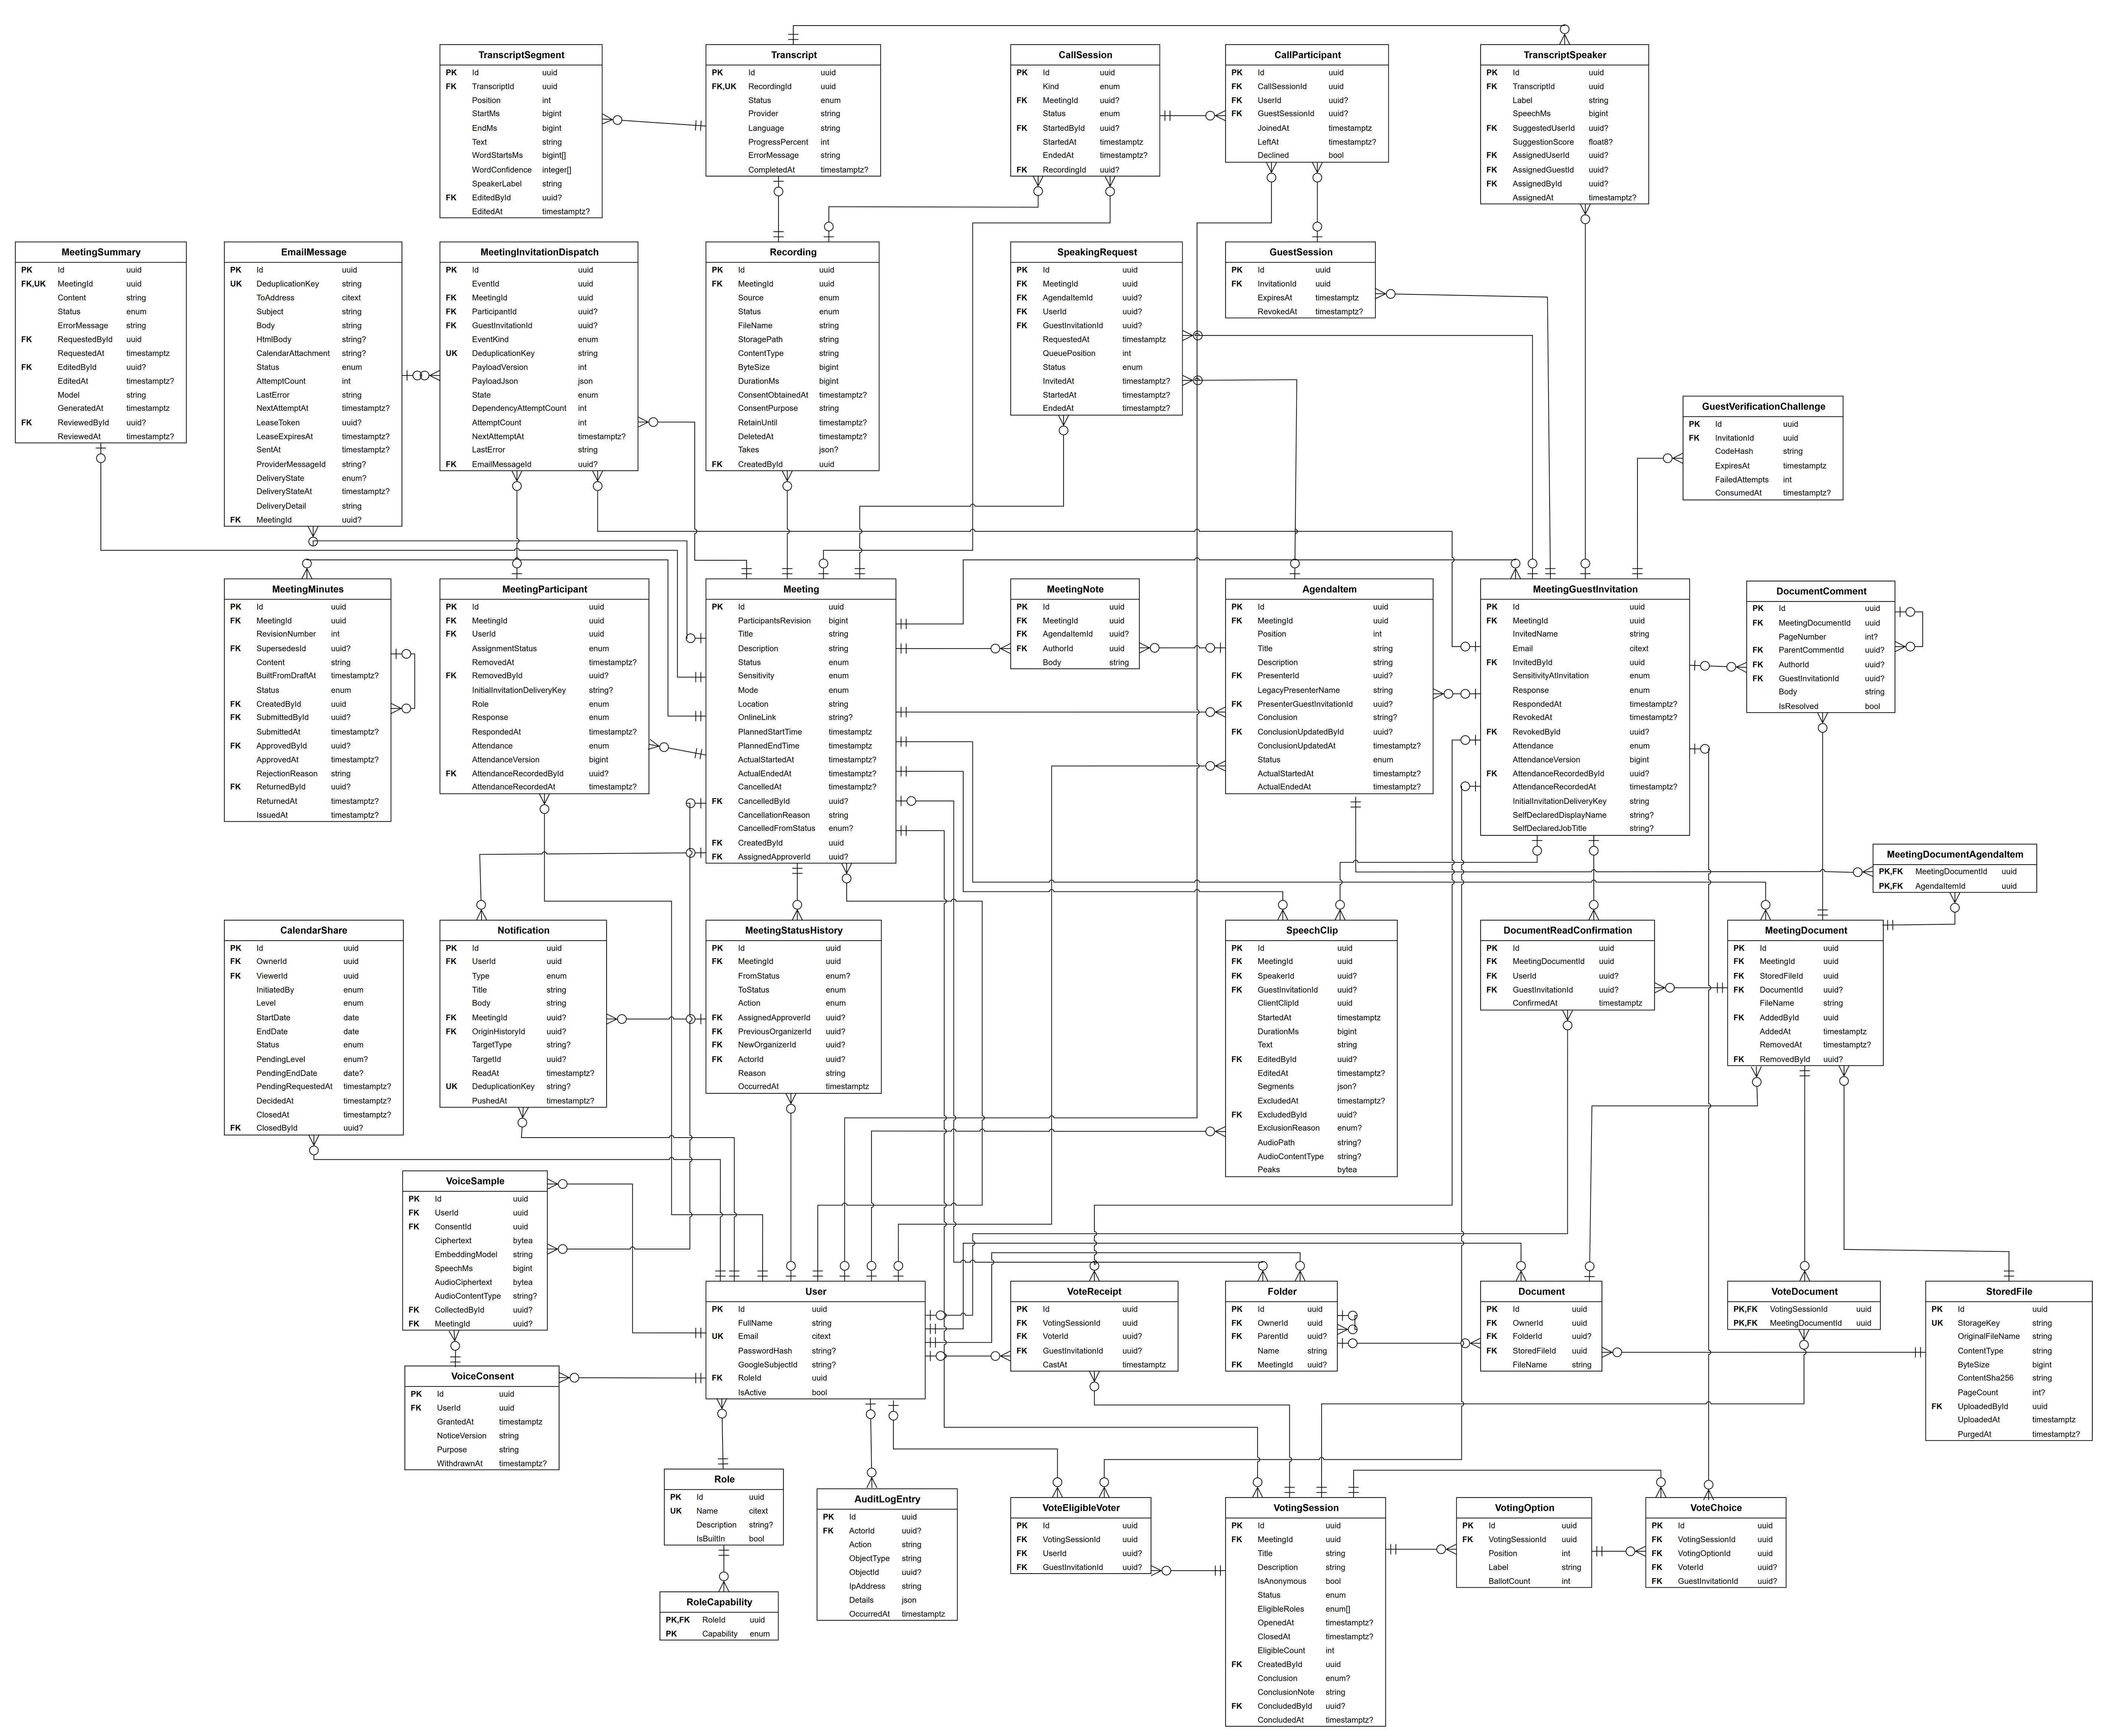 TranscriptSegment
PK Id uuid
FK TranscriptId uuid
Position int
StartMs bigint
EndMs bigint
Text string
WordStartsMs bigint[]
WordConfidence integer[]
SpeakerLabel string
FK EditedById uuid?
EditedAt timestamptz?
Transcript
PK Id uuid
FK,UK RecordingId uuid
Status enum
Provider string
Language string
ProgressPercent int
ErrorMessage string
CompletedAt timestamptz?
CallSession
PK Id uuid
Kind enum
FK MeetingId uuid?
Status enum
FK StartedById uuid?
StartedAt timestamptz
EndedAt timestamptz?
FK RecordingId uuid?
CallParticipant
PK Id uuid
FK CallSessionId uuid
FK UserId uuid?
FK GuestSessionId uuid?
JoinedAt timestamptz
LeftAt timestamptz?
Declined bool
TranscriptSpeaker
PK Id uuid
FK TranscriptId uuid
Label string
SpeechMs bigint
FK SuggestedUserId uuid?
SuggestionScore float8?
FK AssignedUserId uuid?
FK AssignedGuestId uuid?
FK AssignedById uuid?
AssignedAt timestamptz?
MeetingSummary
PK Id uuid
FK,UK MeetingId uuid
Content string
Status enum
ErrorMessage string
FK RequestedById uuid
RequestedAt timestamptz
FK EditedById uuid?
EditedAt timestamptz?
Model string
GeneratedAt timestamptz
FK ReviewedById uuid?
ReviewedAt timestamptz?
EmailMessage
PK Id uuid
UK DeduplicationKey string
ToAddress citext
Subject string
Body string
HtmlBody string?
CalendarAttachment string?
Status enum
AttemptCount int
LastError string
NextAttemptAt timestamptz?
LeaseToken uuid?
LeaseExpiresAt timestamptz?
SentAt timestamptz?
ProviderMessageId string?
DeliveryState enum?
DeliveryStateAt timestamptz?
DeliveryDetail string
FK MeetingId uuid?
MeetingInvitationDispatch
PK Id uuid
EventId uuid
FK MeetingId uuid
FK ParticipantId uuid?
FK GuestInvitationId uuid?
EventKind enum
UK DeduplicationKey string
PayloadVersion int
PayloadJson json
State enum
DependencyAttemptCount int
AttemptCount int
NextAttemptAt timestamptz?
LastError string
FK EmailMessageId uuid?
Recording
PK Id uuid
FK MeetingId uuid
Source enum
Status enum
FileName string
StoragePath string
ContentType string
ByteSize bigint
DurationMs bigint
ConsentObtainedAt timestamptz?
ConsentPurpose string
RetainUntil timestamptz?
DeletedAt timestamptz?
Takes json?
FK CreatedById uuid
SpeakingRequest
PK Id uuid
FK MeetingId uuid
FK AgendaItemId uuid?
FK UserId uuid?
FK GuestInvitationId uuid?
RequestedAt timestamptz
QueuePosition int
Status enum
InvitedAt timestamptz?
StartedAt timestamptz?
EndedAt timestamptz?
GuestSession
PK Id uuid
FK InvitationId uuid
ExpiresAt timestamptz
RevokedAt timestamptz?
GuestVerificationChallenge
PK Id uuid
FK InvitationId uuid
CodeHash string
ExpiresAt timestamptz
FailedAttempts int
ConsumedAt timestamptz?
MeetingMinutes
PK Id uuid
FK MeetingId uuid
RevisionNumber int
FK SupersedesId uuid?
Content string
BuiltFromDraftAt timestamptz?
Status enum
FK CreatedById uuid
FK SubmittedById uuid?
SubmittedAt timestamptz?
FK ApprovedById uuid?
ApprovedAt timestamptz?
RejectionReason string
FK ReturnedById uuid?
ReturnedAt timestamptz?
IssuedAt timestamptz?
MeetingParticipant
PK Id uuid
FK MeetingId uuid
FK UserId uuid
AssignmentStatus enum
RemovedAt timestamptz?
FK RemovedById uuid?
InitialInvitationDeliveryKey string?
Role enum
Response enum
RespondedAt timestamptz?
Attendance enum
AttendanceVersion bigint
FK AttendanceRecordedById uuid?
AttendanceRecordedAt timestamptz?
Meeting
PK Id uuid
ParticipantsRevision bigint
Title string
Description string
Status enum
Sensitivity enum
Mode enum
Location string
OnlineLink string?
PlannedStartTime timestamptz
PlannedEndTime timestamptz
ActualStartedAt timestamptz?
ActualEndedAt timestamptz?
CancelledAt timestamptz?
FK CancelledById uuid?
CancellationReason string
CancelledFromStatus enum?
FK CreatedById uuid
FK AssignedApproverId uuid?
MeetingNote
PK Id uuid
FK MeetingId uuid
FK AgendaItemId uuid?
FK AuthorId uuid
Body string
AgendaItem
PK Id uuid
FK MeetingId uuid
Position int
Title string
Description string
FK PresenterId uuid?
LegacyPresenterName string
FK PresenterGuestInvitationId uuid?
Conclusion string?
FK ConclusionUpdatedById uuid?
ConclusionUpdatedAt timestamptz?
Status enum
ActualStartedAt timestamptz?
ActualEndedAt timestamptz?
MeetingGuestInvitation
PK Id uuid
FK MeetingId uuid
InvitedName string
Email citext
FK InvitedById uuid
SensitivityAtInvitation enum
Response enum
RespondedAt timestamptz?
RevokedAt timestamptz?
FK RevokedById uuid?
Attendance enum
AttendanceVersion bigint
FK AttendanceRecordedById uuid?
AttendanceRecordedAt timestamptz?
InitialInvitationDeliveryKey string
SelfDeclaredDisplayName string?
SelfDeclaredJobTitle string?
DocumentComment
PK Id uuid
FK MeetingDocumentId uuid
PageNumber int?
FK ParentCommentId uuid?
FK AuthorId uuid?
FK GuestInvitationId uuid?
Body string
IsResolved bool
MeetingDocumentAgendaItem
PK,FK MeetingDocumentId uuid
PK,FK AgendaItemId uuid
CalendarShare
PK Id uuid
FK OwnerId uuid
FK ViewerId uuid
InitiatedBy enum
Level enum
StartDate date
EndDate date
Status enum
PendingLevel enum?
PendingEndDate date?
PendingRequestedAt timestamptz?
DecidedAt timestamptz?
ClosedAt timestamptz?
FK ClosedById uuid?
Notification
PK Id uuid
FK UserId uuid
Type enum
Title string
Body string
FK MeetingId uuid?
FK OriginHistoryId uuid?
TargetType string?
TargetId uuid?
ReadAt timestamptz?
UK DeduplicationKey string?
PushedAt timestamptz?
MeetingStatusHistory
PK Id uuid
FK MeetingId uuid
FromStatus enum?
ToStatus enum
Action enum
FK AssignedApproverId uuid?
FK PreviousOrganizerId uuid?
FK NewOrganizerId uuid?
FK ActorId uuid?
Reason string
OccurredAt timestamptz
SpeechClip
PK Id uuid
FK MeetingId uuid
FK SpeakerId uuid?
FK GuestInvitationId uuid?
ClientClipId uuid
StartedAt timestamptz
DurationMs bigint
Text string
FK EditedById uuid?
EditedAt timestamptz?
Segments json?
ExcludedAt timestamptz?
FK ExcludedById uuid?
ExclusionReason enum?
AudioPath string?
AudioContentType string?
Peaks bytea
DocumentReadConfirmation
PK Id uuid
FK MeetingDocumentId uuid
FK UserId uuid?
FK GuestInvitationId uuid?
ConfirmedAt timestamptz
MeetingDocument
PK Id uuid
FK MeetingId uuid
FK StoredFileId uuid
FK DocumentId uuid?
FileName string
FK AddedById uuid
AddedAt timestamptz
RemovedAt timestamptz?
FK RemovedById uuid?
VoiceSample
PK Id uuid
FK UserId uuid
FK ConsentId uuid
Ciphertext bytea
EmbeddingModel string
SpeechMs bigint
AudioCiphertext bytea
AudioContentType string?
FK CollectedById uuid?
FK MeetingId uuid?
VoiceConsent
PK Id uuid
FK UserId uuid
GrantedAt timestamptz
NoticeVersion string
Purpose string
WithdrawnAt timestamptz?
User
PK Id uuid
FullName string
UK Email citext
PasswordHash string?
GoogleSubjectId string?
FK RoleId uuid
IsActive bool
VoteReceipt
PK Id uuid
FK VotingSessionId uuid
FK VoterId uuid?
FK GuestInvitationId uuid?
CastAt timestamptz
Folder
PK Id uuid
FK OwnerId uuid
FK ParentId uuid?
Name string
FK MeetingId uuid?
Document
PK Id uuid
FK OwnerId uuid
FK FolderId uuid?
FK StoredFileId uuid
FileName string
VoteDocument
PK,FK VotingSessionId uuid
PK,FK MeetingDocumentId uuid
StoredFile
PK Id uuid
UK StorageKey string
OriginalFileName string
ContentType string
ByteSize bigint
ContentSha256 string
PageCount int?
FK UploadedById uuid
UploadedAt timestamptz
PurgedAt timestamptz?
Role
PK Id uuid
UK Name citext
Description string?
IsBuiltIn bool
RoleCapability
PK,FK RoleId uuid
PK Capability enum
AuditLogEntry
PK Id uuid
FK ActorId uuid?
Action string
ObjectType string
ObjectId uuid?
IpAddress string
Details json
OccurredAt timestamptz
VoteEligibleVoter
PK Id uuid
FK VotingSessionId uuid
FK UserId uuid?
FK GuestInvitationId uuid?
VotingSession
PK Id uuid
FK MeetingId uuid
Title string
Description string
IsAnonymous bool
Status enum
EligibleRoles enum[]
OpenedAt timestamptz?
ClosedAt timestamptz?
EligibleCount int
FK CreatedById uuid
Conclusion enum?
ConclusionNote string
FK ConcludedById uuid?
ConcludedAt timestamptz?
VotingOption
PK Id uuid
FK VotingSessionId uuid
Position int
Label string
BallotCount int
VoteChoice
PK Id uuid
FK VotingSessionId uuid
FK VotingOptionId uuid
FK VoterId uuid?
FK GuestInvitationId uuid?